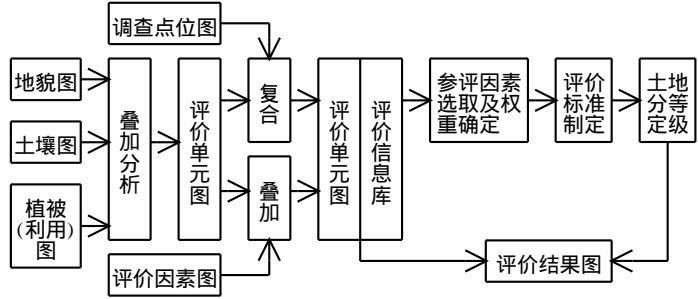 调查点位图
地貌图
土壤图
植被
(利用)
图
叠加分析
评价单元图
复合
叠加
评价因素图
评价单元图
评价信息库
参评因素
选取及权
重确定
评价
标准
制定
土地
分等
定级
评价结果图